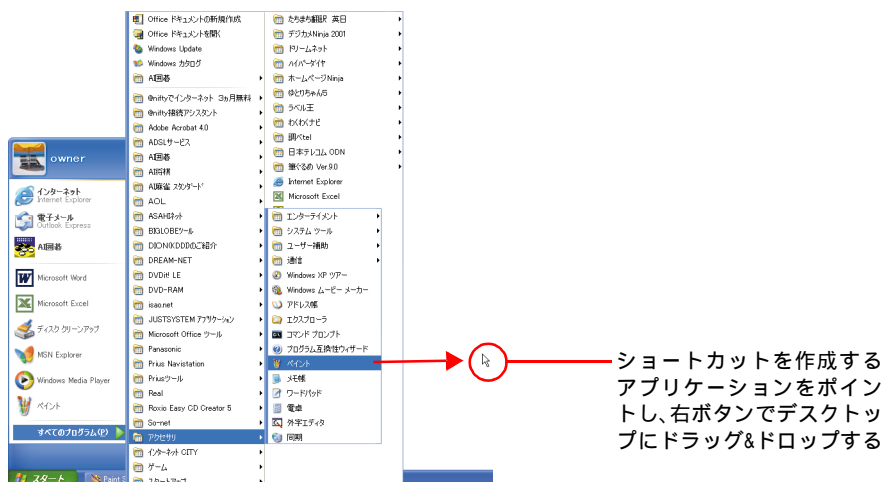 owner
インターネット
Internet Explorer
電子メール
Outlook Express
AI囲碁
Microsoft Word
Microsoft Excel
ディスク クリーンアップ
MSN Explorer
Windows Media Player
ペイント
すべてのプログラム(P)
スタート
Paint S
Office ドキュメントの新規作成
Office ドキュメントを開く
Windows Update
Windows カタログ
AI囲碁
@niftyでインターネット 3ヵ月無料
@nifty接続アシスタント
Adobe Acrobat 4.0
ADSLサービス
AI囲碁
AI将棋
AI麻雀 スタンダード
AOL
ASAHIネット
BIGLOBEツール
DION(KDDI)のご紹介
DREAM-NET
DVDit! LE
DVD-RAM
isao.net
JUSTSYSTEM アプリケーション
Microsoft Office ツール
Panasonic
Prius Navistation
Priusツール
Real
Roxio Easy CD Creator 5
So-net
アクセサリ
インターネット CITY
ゲーム
スタートアップ
たちまち翻訳 英日
デジカメNinja 2001
ドリームネット
ハイパーダイヤ
ホームページNinja
ゆとりちゃん5
ラベル王
わくわくナビ
調べtel
日本テレコム ODN
筆ぐるめ Ver.9.0
Internet Explorer
Microsoft Excel
エンターテイメント
システム ツール
ユーザー補助
通信
Windows XP ツアー
Windows ムービー メーカー
アドレス帳
エクスプローラ
コマンド プロンプト
プログラム互換性ウィザード
ペイント
メモ帳
ワードパッド
電卓
外字エディタ
同期
ショートカットを作成する
アプリケーションをポイン
トし、右ボタンでデスクトッ
プにドラッグ&ドロップする